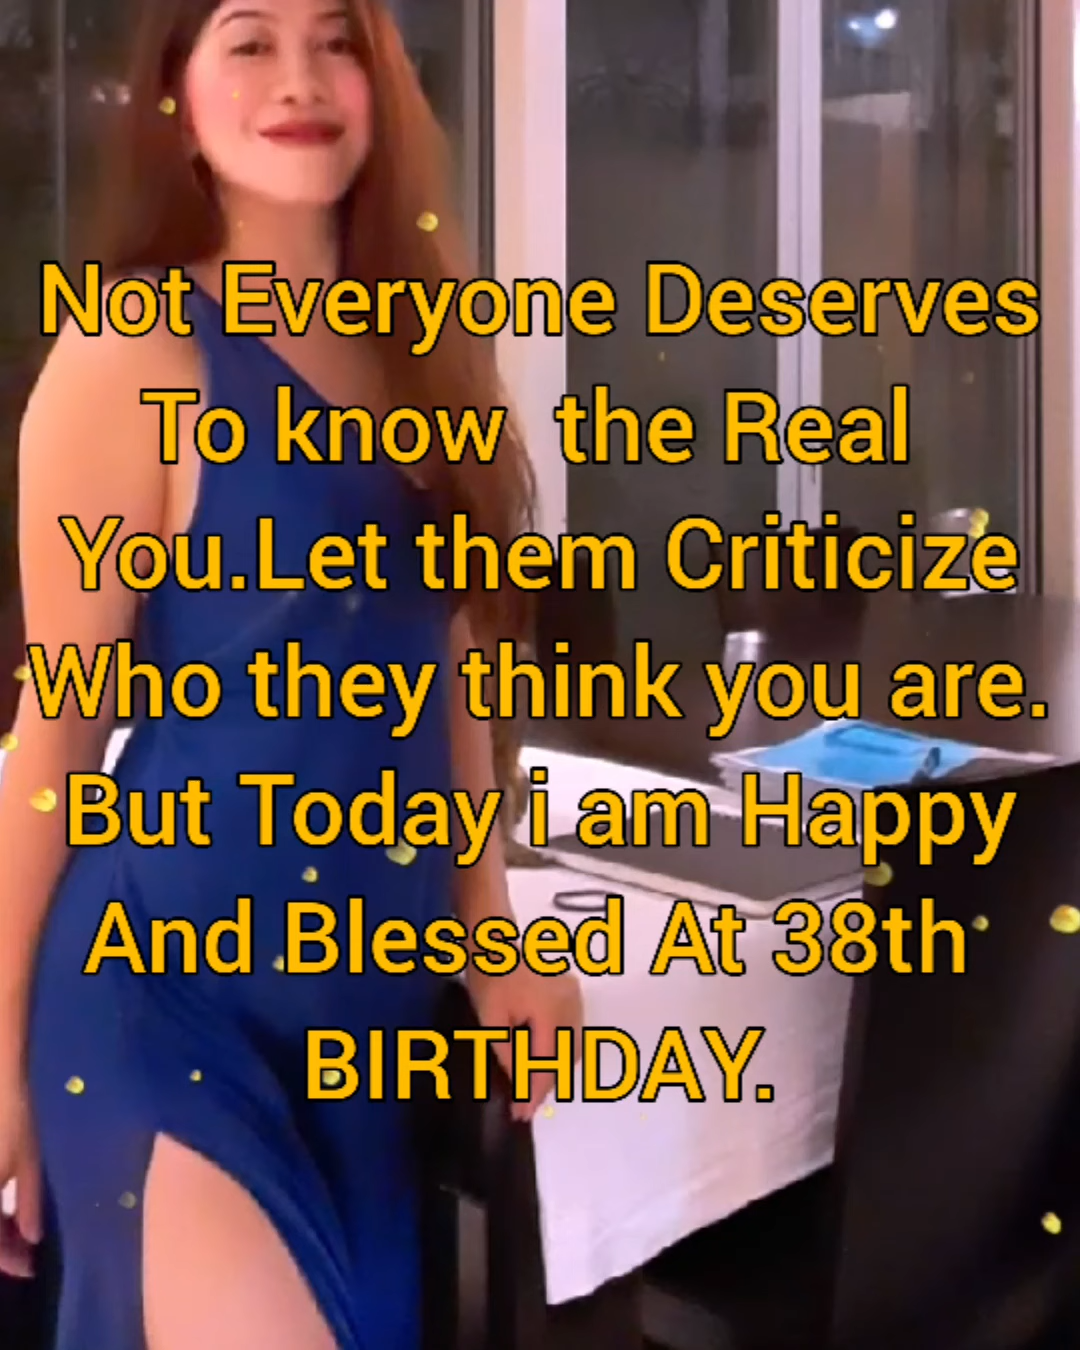 Not Everyone Deserves
To know the Real
You.Let them Criticize
Who they think you are.
But Today i am Happy
And Blessed At 38th
BIRTHDAY.